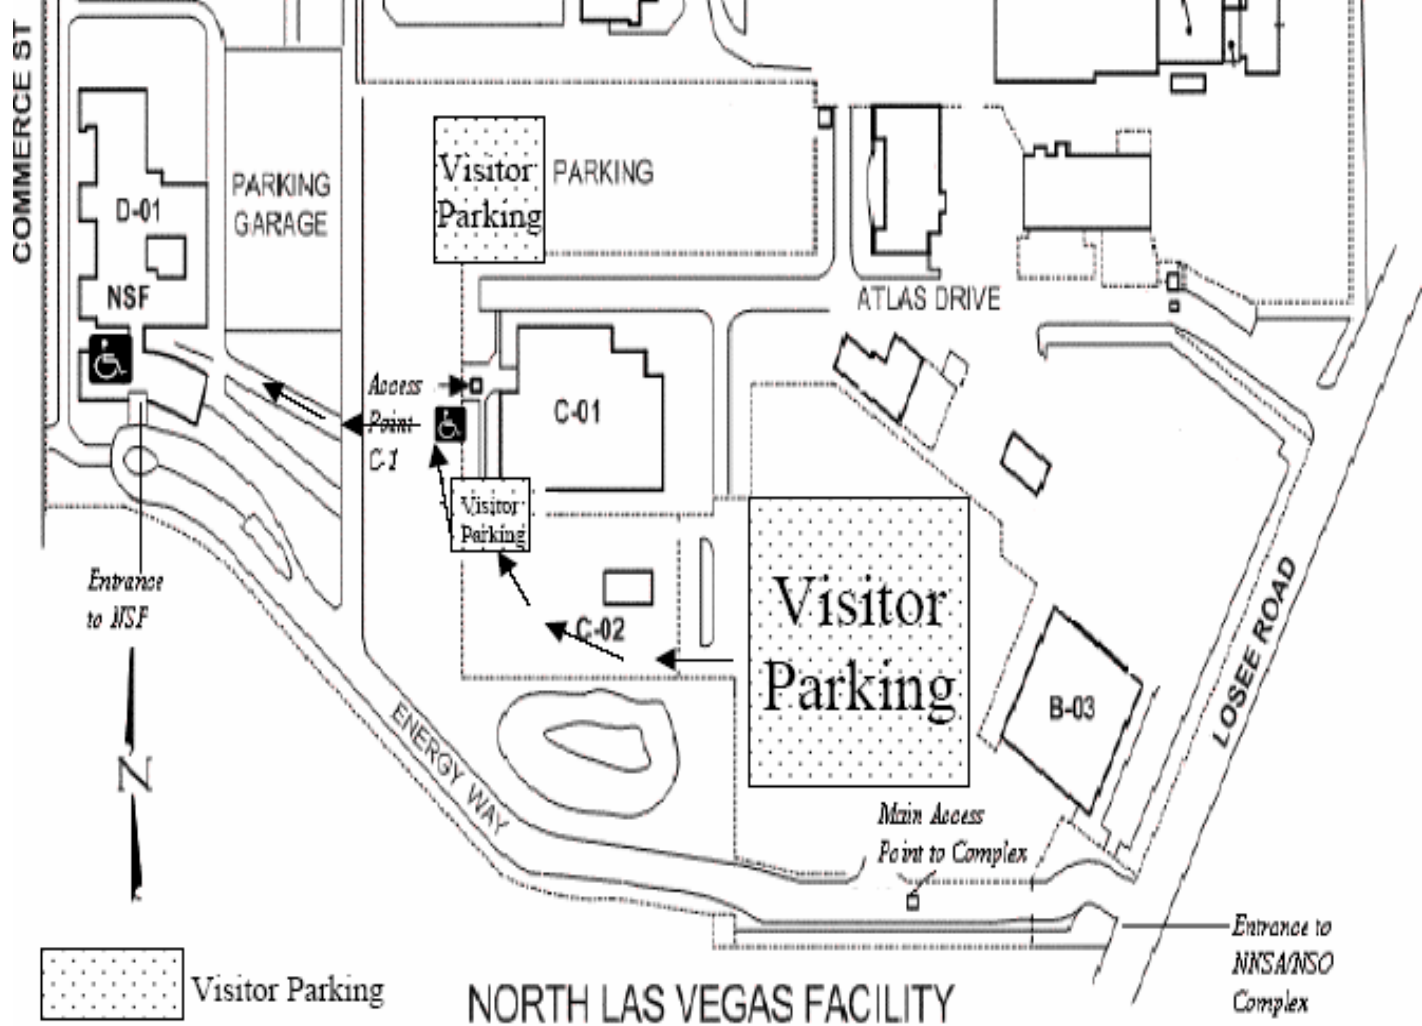 COMMERCE ST
Visitor
Parking
PARKING
PARKING
GARAGE
D-01
NSF
ATLAS DRIVE
Access
Point
C-1
C-01
Visitor
Parking
Entrance
to NSF
C-02
Visitor
Parking
LOSEE ROAD
B-03
N
ENERGY WAY
Main Access
Point to Complex
Entrance to
NNSA/NSO
Complex
Visitor Parking
NORTH LAS VEGAS FACILITY